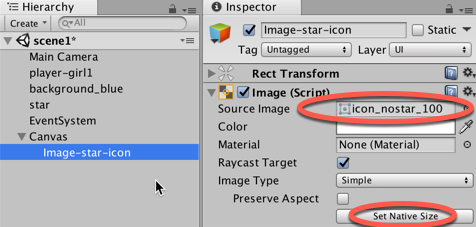 Hierarchy
Create
All
scene1*
Main Camera
player-girl1
background_blue
star
EventSystem
Canvas
Image-star-icon
Inspector
Image-star-icon
Static
Tag Untagged Layer UI
Rect Transform
Image (Script)
Source Image icon_nostar_100
Color
Material None (Material)
Raycast Target
Image Type Simple
Preserve Aspect
Set Native Size